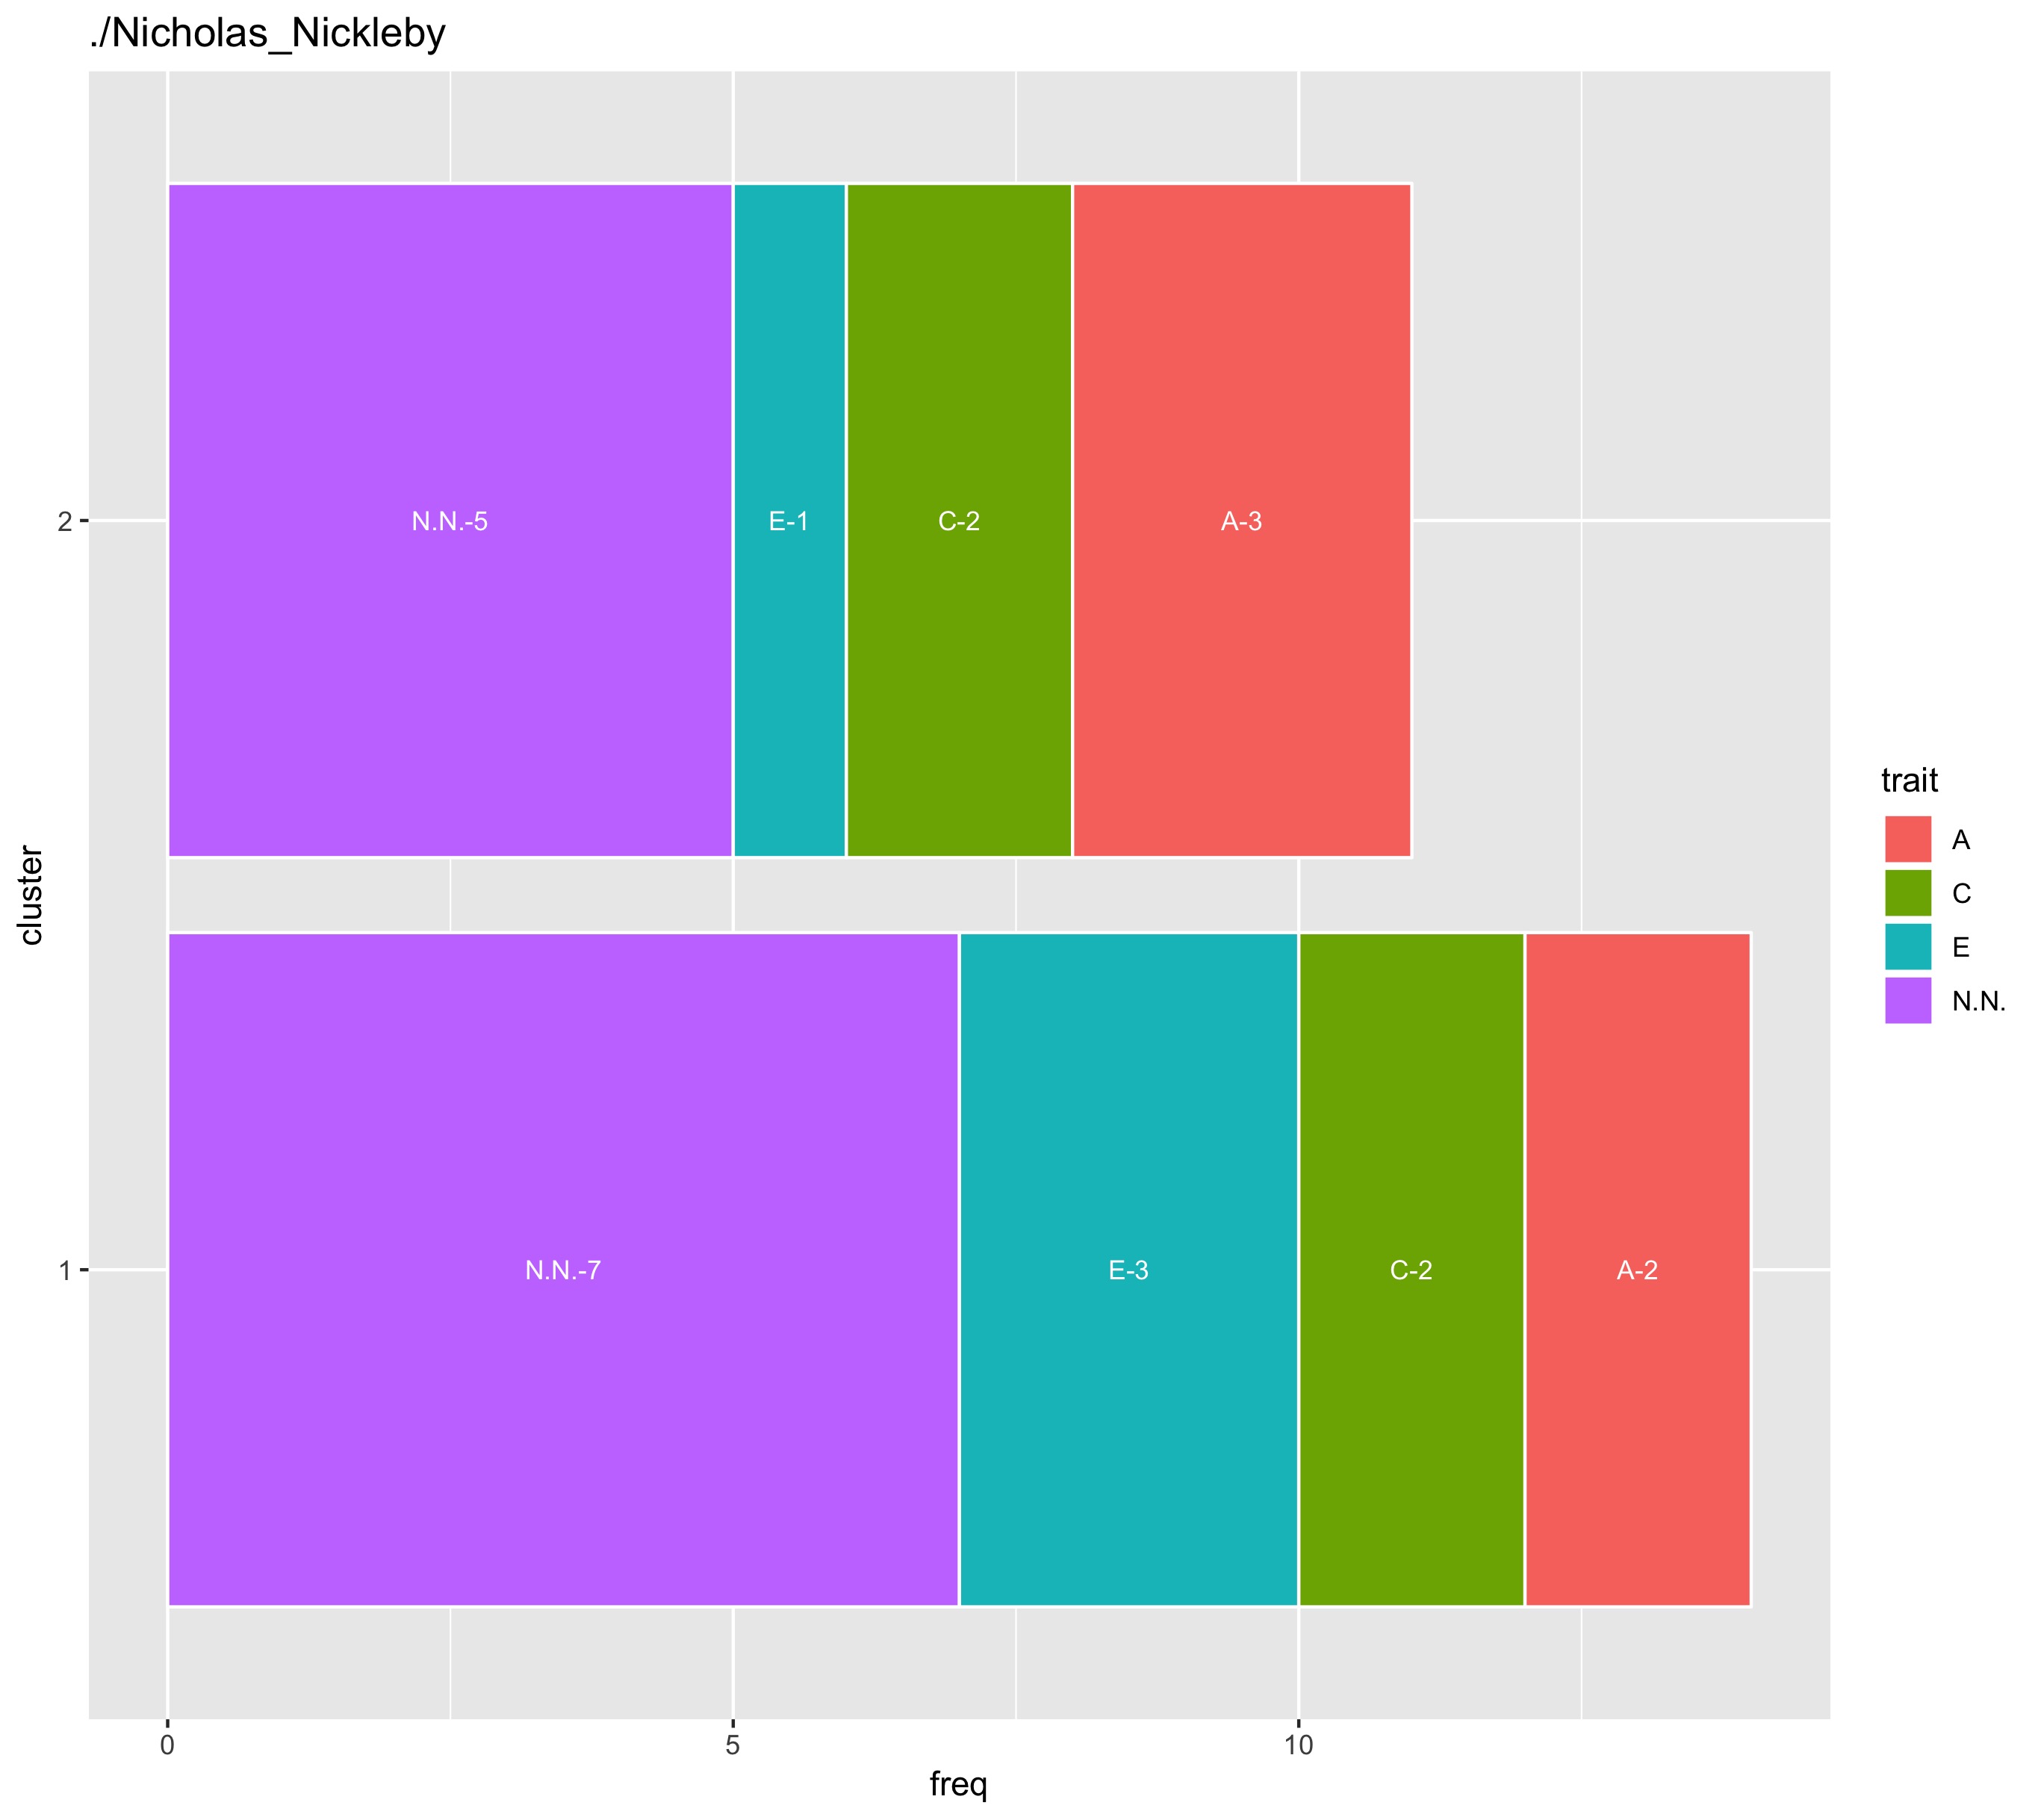 ./Nicholas_Nickleby
cluster
2
N.N.-5 E-1 C-2 A-3
1
N.N.-7 E-3 C-2 A-2
0 5 10
freq
trait
A
C
E
N.N.